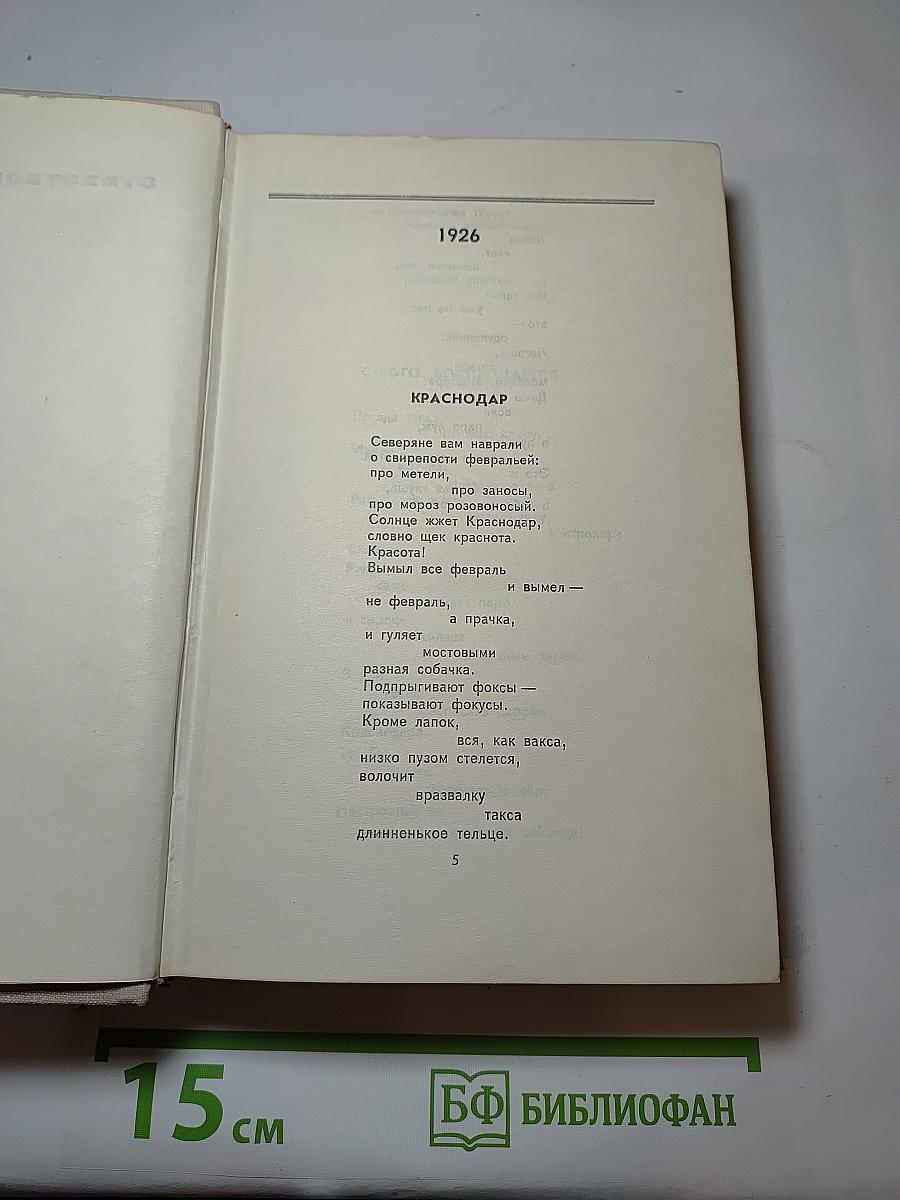 1926
КРАСНОДАР
Северяне вам наврали
о свирепости февральей:
про метели,
про заносы,
про мороз розовоносый.
Солнце жжет Краснодар,
словно щек краснота.
Красота!
Вымыл все февраль
и вымел —
не февраль,
а прачка,
и гуляет
мостовыми
разная собачка.
Подпрыгивают фоксы —
показывают фокусы.
Кроме лапок,
вся, как вакса,
низко пузом стелется,
волочит
вразвалку
такса
длинненькое тельце.
5
15 см
БФ БИБЛИОФАН